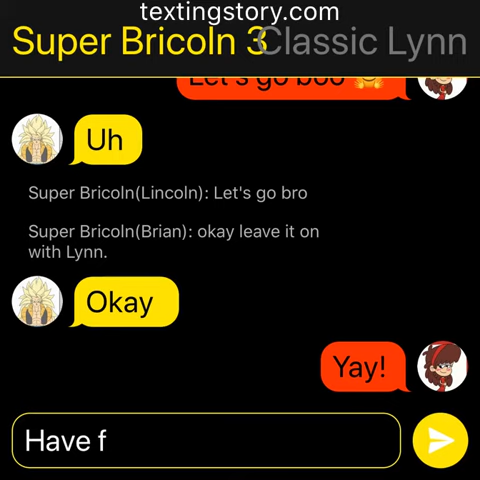 textingstory.com
Super Bricoln 3
Classic Lynn
Let's go boo
Uh
Super Bricoln(Lincoln): Let's go bro
Super Bricoln(Brian): okay leave it on
with Lynn.
Okay
Yay!
Have f